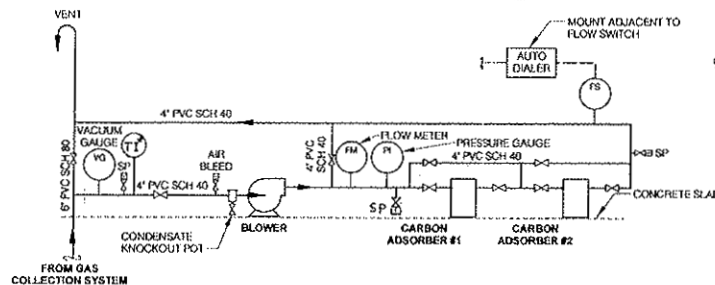 VENT
MOUNT ADJACENT TO
FLOW SWITCH
AUTO
DIALER
FS
4" PVC SCH 40
VACUUM
GAUGE
VG
SP
TI
AIR
BLEED
4" PVC
SCH 40
FM
FLOW METER
PI
PRESSURE GAUGE
4" PVC SCH 40
SP
6" PVC SCH 80
4" PVC SCH 40
SP
CONCRETE SLAB
CONDENSATE
KNOCKOUT POT
BLOWER
CARBON
ADSORBER #1
CARBON
ADSORBER #2
FROM GAS
COLLECTION SYSTEM